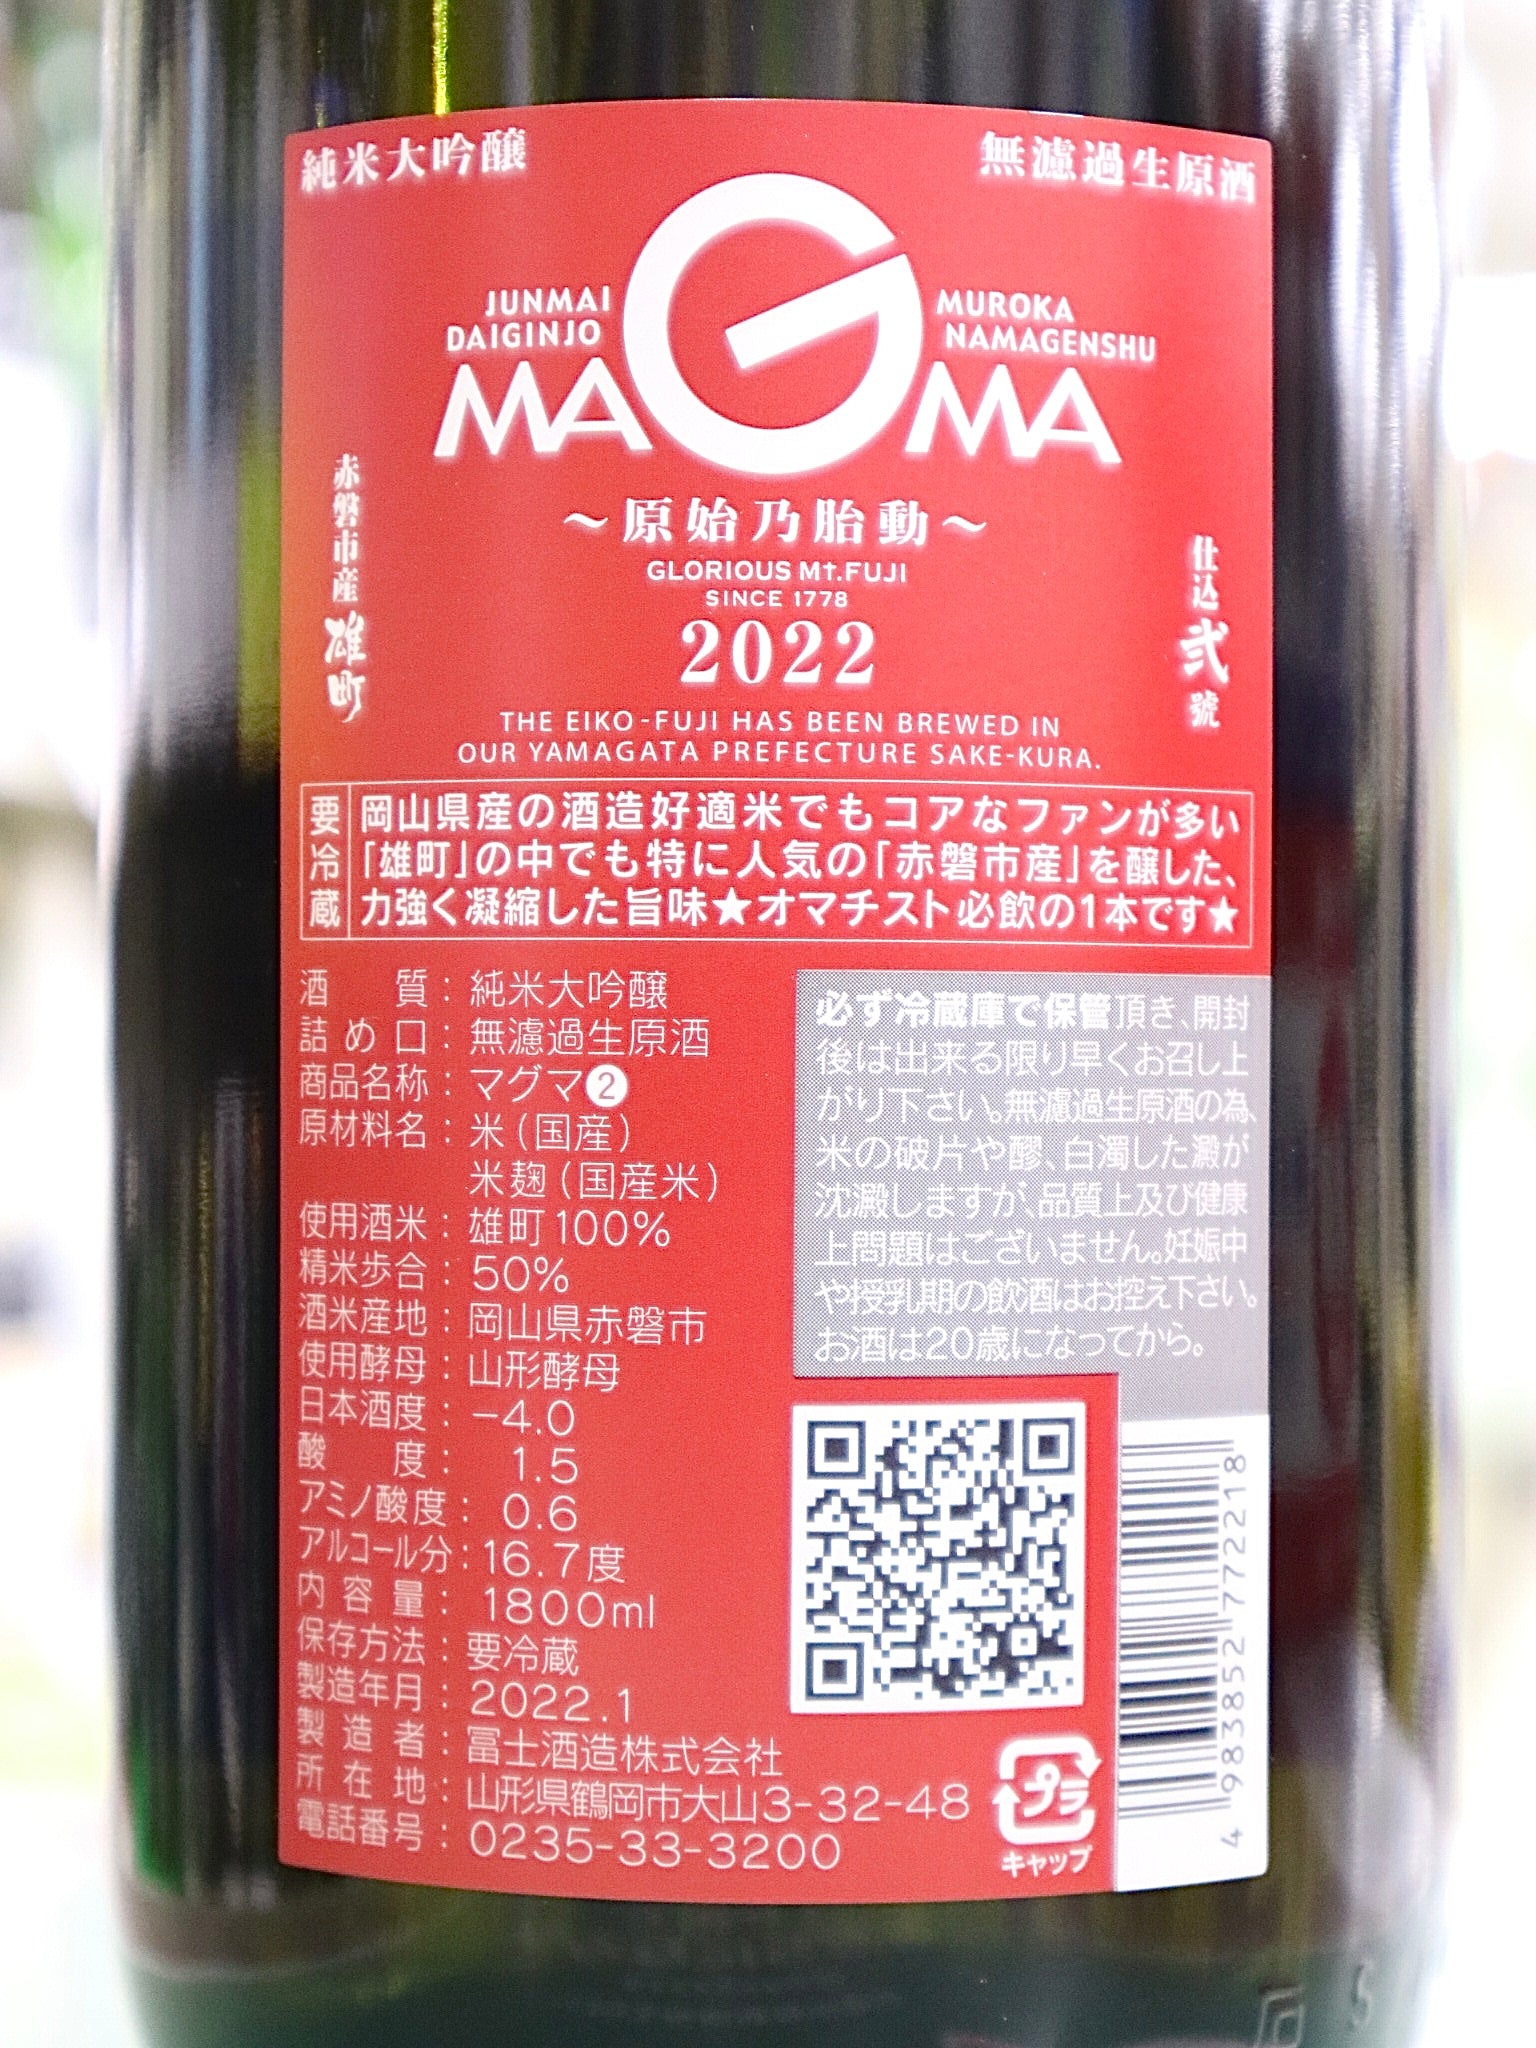 純米大吟醸
無濾過生原酒
JUNMAI
DAIGINJO
MUROKA
NAMAGENSHU
MAGMA
～原始乃胎動～
GLORIOUS Mt.FUJI
SINCE 1778
2022
赤磐市産 雄町
仕込 弐 號
THE EIKO-FUJI HAS BEEN BREWED IN
OUR YAMAGATA PREFECTURE SAKE-KURA.
要冷蔵
岡山県産の酒造好適米でもコアなファンが多い
「雄町」の中でも特に人気の「赤磐市産」を醸した、
力強く凝縮した旨味★オマチスト必飲の1本です★
酒 質：純米大吟醸
詰め口：無濾過生原酒
商品名称：マグマ❷
原材料名：米（国産）
米麹（国産米）
使用酒米：雄町100%
精米歩合：50%
酒米産地：岡山県赤磐市
使用酵母：山形酵母
日本酒度：−4.0
酸 度：1.5
アミノ酸度：0.6
アルコール分：16.7度
内容量：1800ml
保存方法：要冷蔵
製造年月：2022.1
製造者：冨士酒造株式会社
所在地：山形県鶴岡市大山3-32-48
電話番号：0235-33-3200
必ず冷蔵庫で保管頂き、開封
後は出来る限り早くお召し上
がり下さい。無濾過生原酒の為、
米の破片や醪、白濁した澱が
沈澱しますが、品質上及び健康
上問題はございません。妊娠中
や授乳期の飲酒はお控え下さい。
お酒は20歳になってから。
プラ
キャップ
4 983852 772218